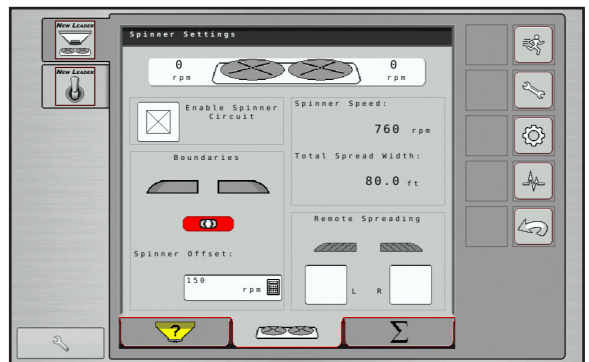 NEW LEADER
NEW LEADER
Spinner Settings
0
rpm
0
rpm
Enable Spinner
Circuit
Spinner Speed:
760 rpm
Total Spread Width:
80.0 ft
Boundaries
Remote Spreading
Spinner Offset:
150
rpm
L R
?
Σ